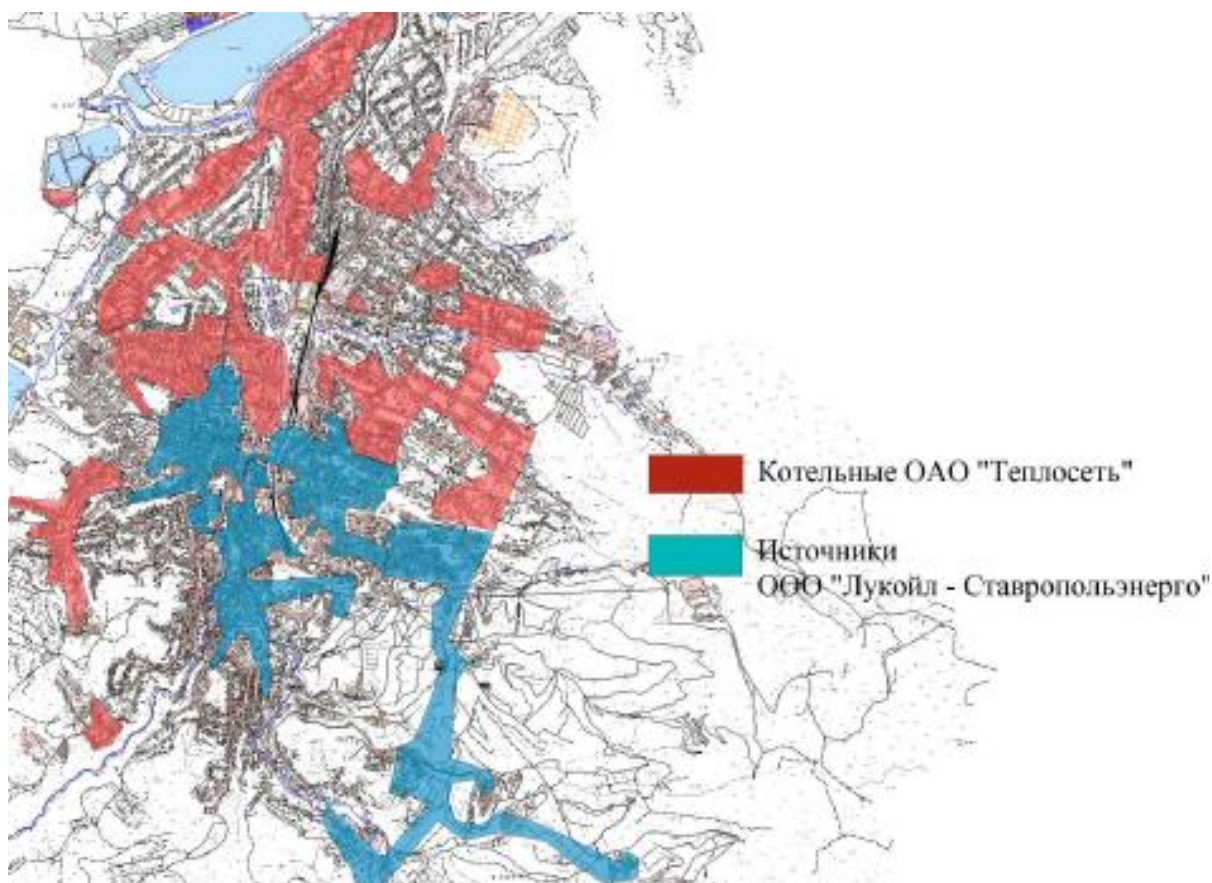 Котельные ОАО "Теплосеть"
Источники
ООО "Лукойл - Ставропольэнерго"